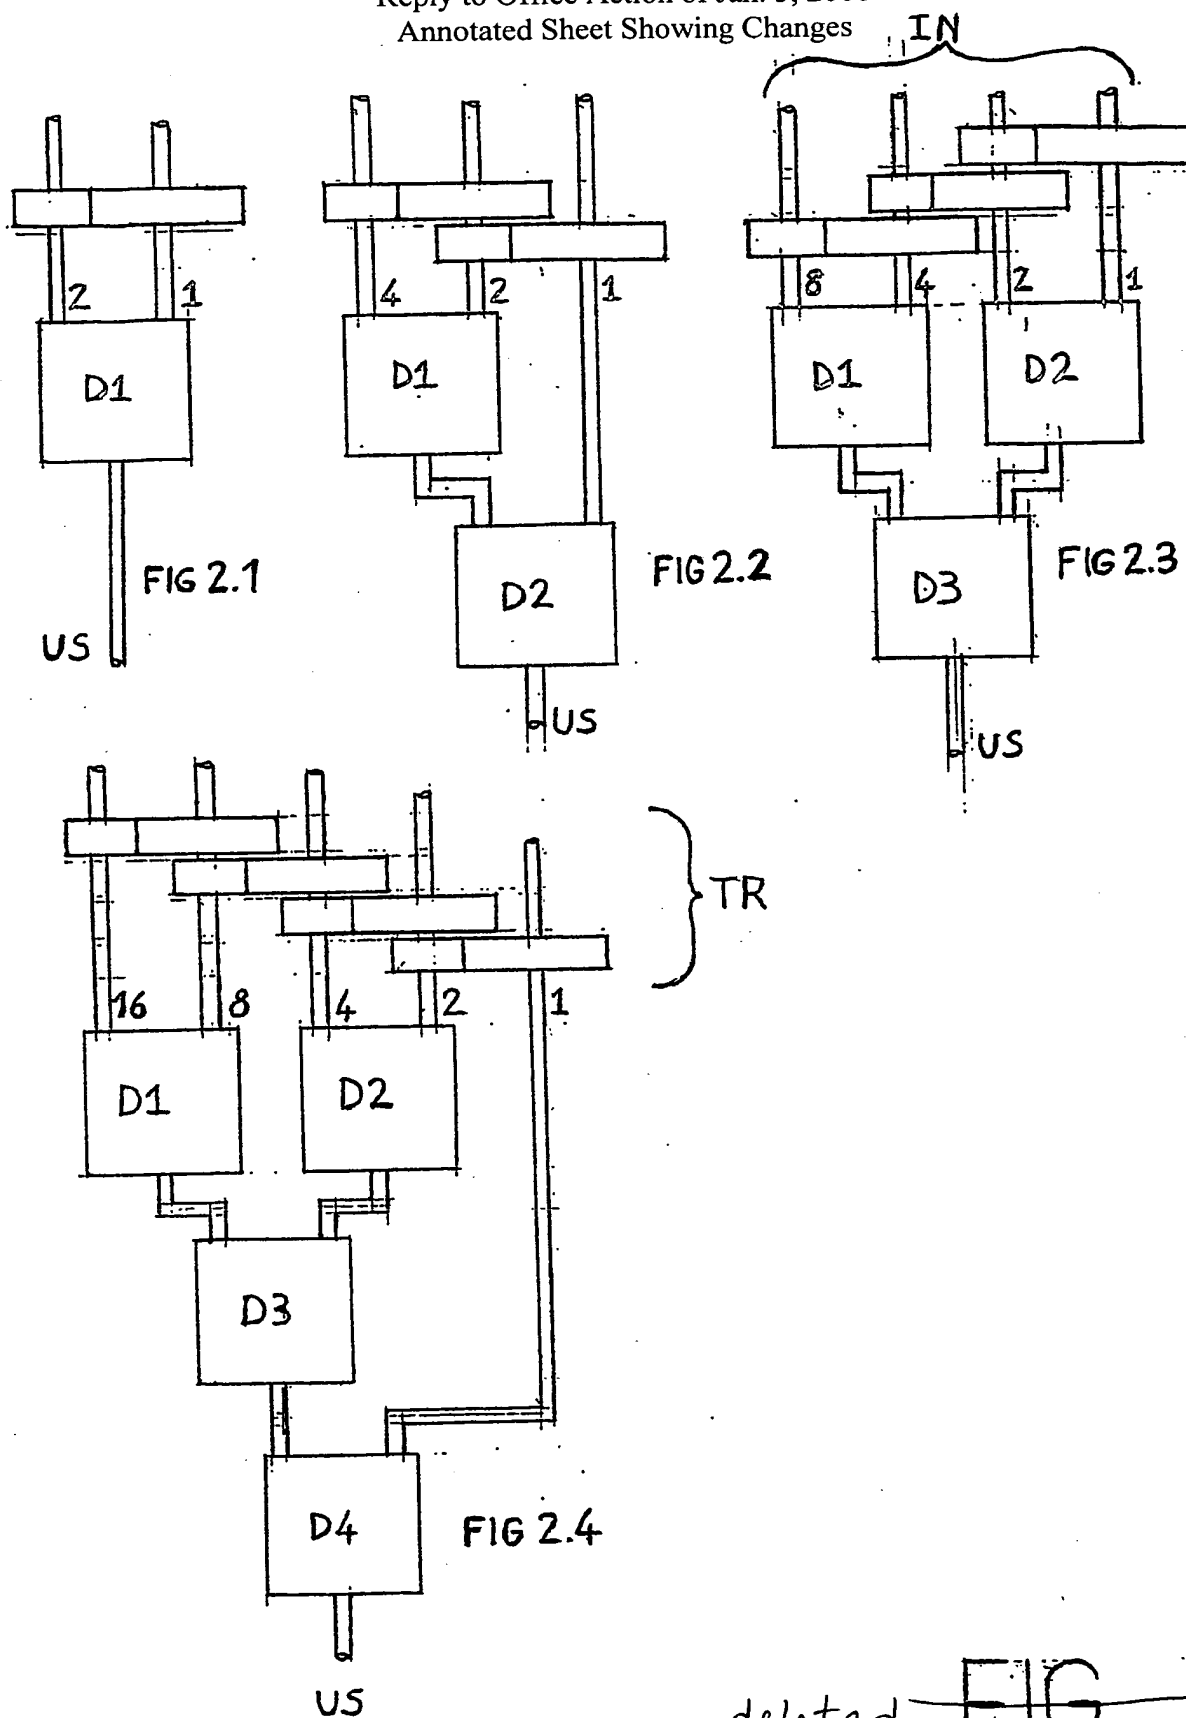 Annotated Sheet Showing Changes
IN
2 1
D1
US
FIG 2.1
4 2 1
D1
D2
US
FIG 2.2
8 4 2 1
D1 D2
D3
US
FIG 2.3
TR
16 8 4 2 1
D1 D2
D3
D4
US
FIG 2.4
deleted FIG